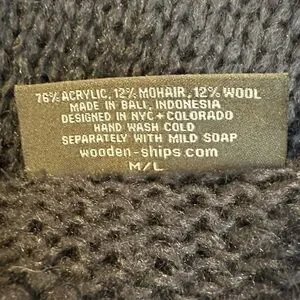 76% ACRYLIC, 12% MOHAIR, 12% WOOL
MADE IN BALI, INDONESIA
DESIGNED IN NYC + COLORADO
HAND WASH COLD
SEPARATELY WITH MILD SOAP
wooden-ships.com
M/L